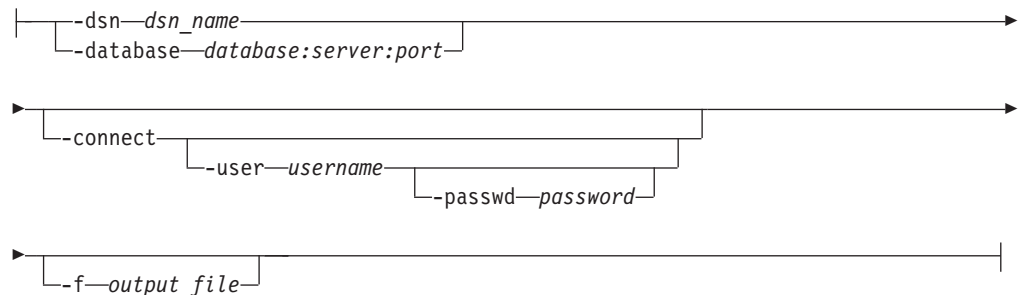 -dsn dsn_name
-database database:server:port
-connect
-user username
-passwd password
-f output file